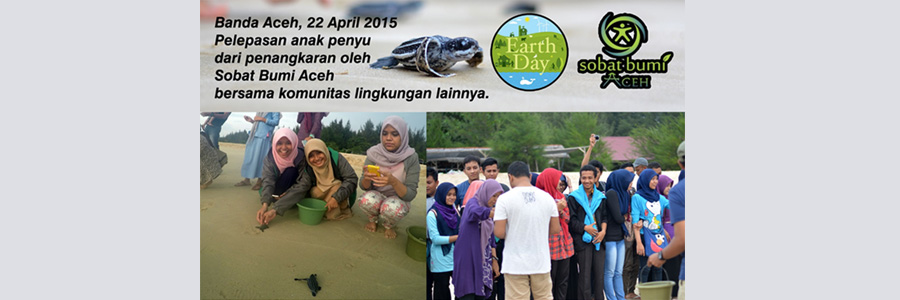 Banda Aceh, 22 April 2015
Pelepasan anak penyu
dari penangkaran oleh
Sobat Bumi Aceh
bersama komunitas lingkungan lainnya.
Earth
Day
sobat bumi
ACEH